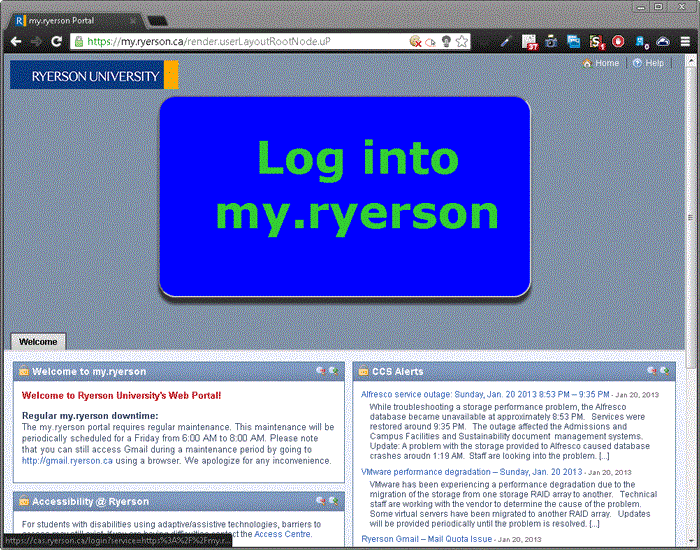 my.ryerson Portal
https://my.ryerson.ca/render.userLayoutRootNode.uP
37
RYERSON UNIVERSITY
Home
Help
Log into
my.ryerson
Welcome
Welcome to my.ryerson
Welcome to Ryerson University's Web Portal!
Regular my.ryerson downtime:
The my.ryerson portal requires regular maintenance. This maintenance will be
periodically scheduled for a Friday from 6:00 AM to 8:00 AM. Please note
that you can still access Gmail during a maintenance period by going to
http://gmail.ryerson.ca using a browser. We apologize for any inconvenience.
Accessibility @ Ryerson
For students with disabilities using adaptive/assistive technologies, barriers to
the Access Centre.
https://cas.ryerson.ca/login?service=https%3A%2F%2Fmy.r...
CCS Alerts
Alfresco service outage: Sunday, Jan. 20 2013 8:53 PM – 9:35 PM - Jan 20, 2013
While troubleshooting a storage performance problem, the Alfresco
database became unavailable at approximately 8:53 PM. Services were
restored around 9:35 PM. The outage affected the Admissions and
Campus Facilities and Sustainability document management systems.
Update: A problem with the storage provided to Alfresco caused database
crashes aroudn 1:19 AM. Staff are looking into the problem. [...]
VMware performance degradation – Sunday, Jan. 20 2013 - Jan 20, 2013
VMware has been experiencing a performance degradation due to the
migration of the storage from one storage RAID array to another. Technical
staff are working with the vendor to determine the cause of the problem.
Some virtual servers have been migrated to another RAID array. Updates
will be provided periodically until the problem is resolved. [...]
Ryerson Gmail – Mail Quota Issue - Jan 20, 2013